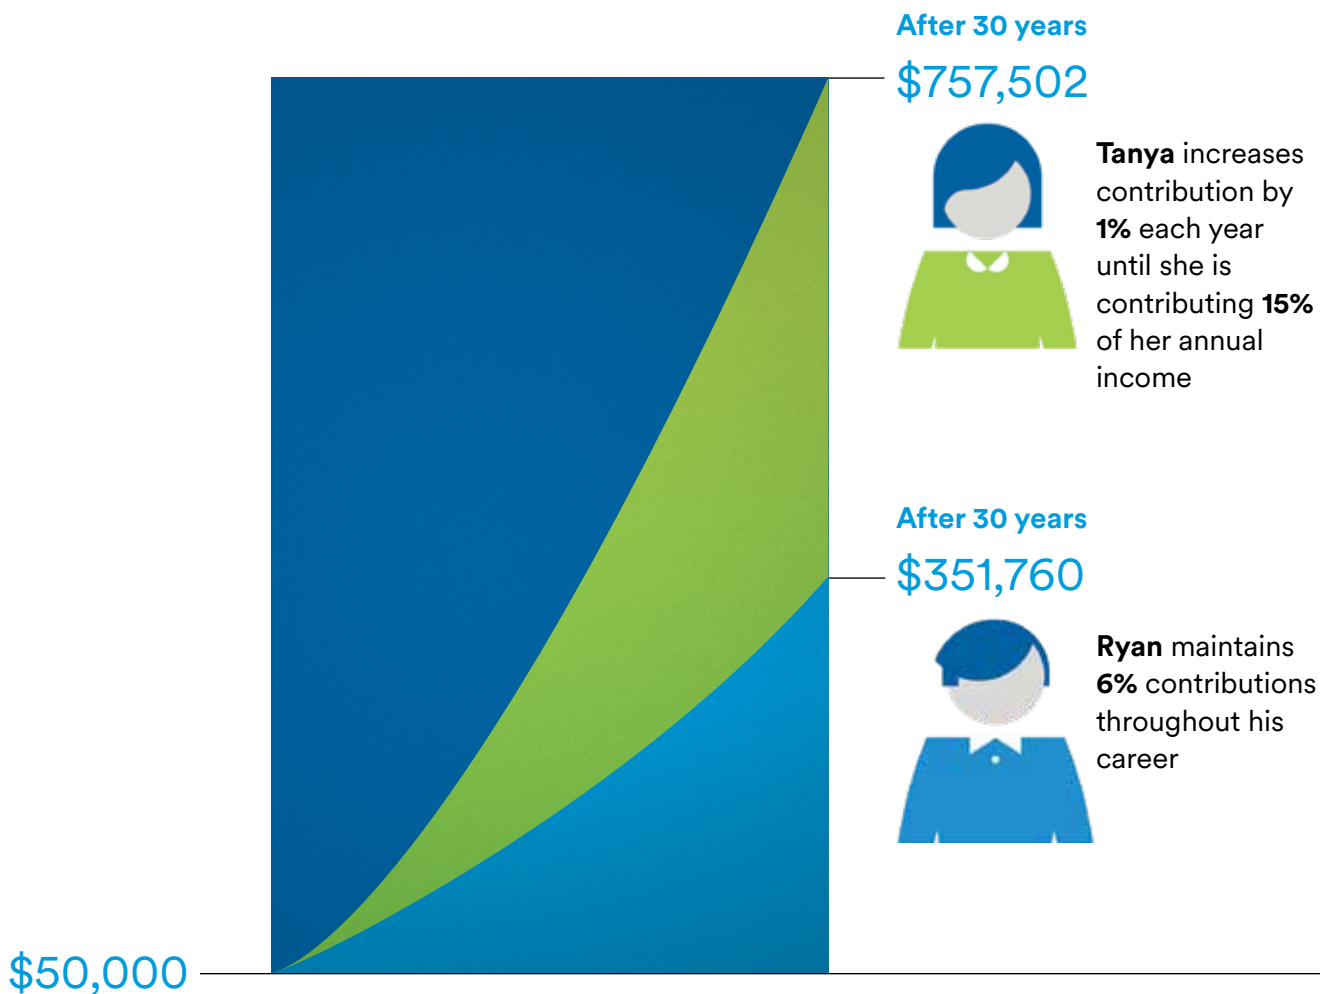 After 30 years
$757,502
Tanya increases
contribution by
1% each year
until she is
contributing 15%
of her annual
income
After 30 years
$351,760
Ryan maintains
6% contributions
throughout his
career
$50,000